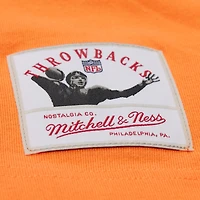 THROWBACKS
NFL
NOSTALGIA CO.
Mitchell & Ness
PHILADELPHIA, PA.